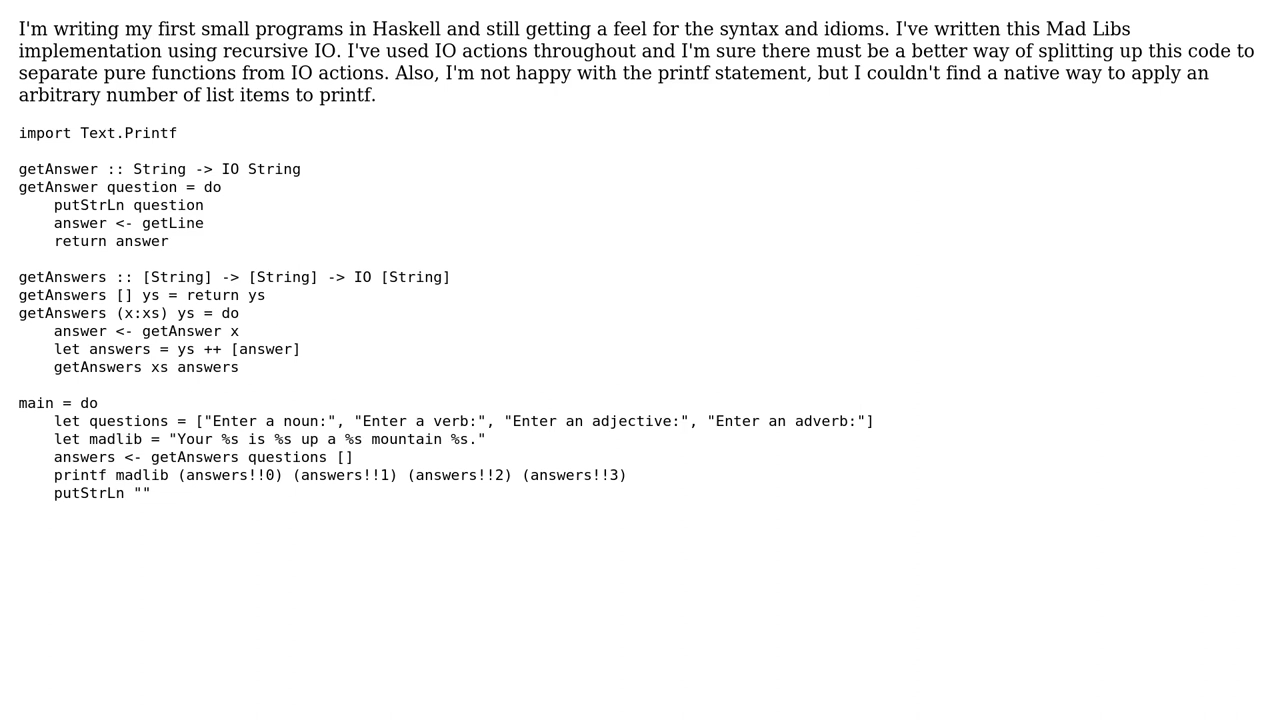 I'm writing my first small programs in Haskell and still getting a feel for the syntax and idioms. I've written this Mad Libs
implementation using recursive IO. I've used IO actions throughout and I'm sure there must be a better way of splitting up this code to
separate pure functions from IO actions. Also, I'm not happy with the printf statement, but I couldn't find a native way to apply an
arbitrary number of list items to printf.

import Text.Printf

getAnswer :: String -> IO String
getAnswer question = do
    putStrLn question
    answer <- getLine
    return answer

getAnswers :: [String] -> [String] -> IO [String]
getAnswers [] ys = return ys
getAnswers (x:xs) ys = do
    answer <- getAnswer x
    let answers = ys ++ [answer]
    getAnswers xs answers

main = do
    let questions = ["Enter a noun:", "Enter a verb:", "Enter an adjective:", "Enter an adverb:"]
    let madlib = "Your %s is %s up a %s mountain %s."
    answers <- getAnswers questions []
    printf madlib (answers!!0) (answers!!1) (answers!!2) (answers!!3)
    putStrLn ""